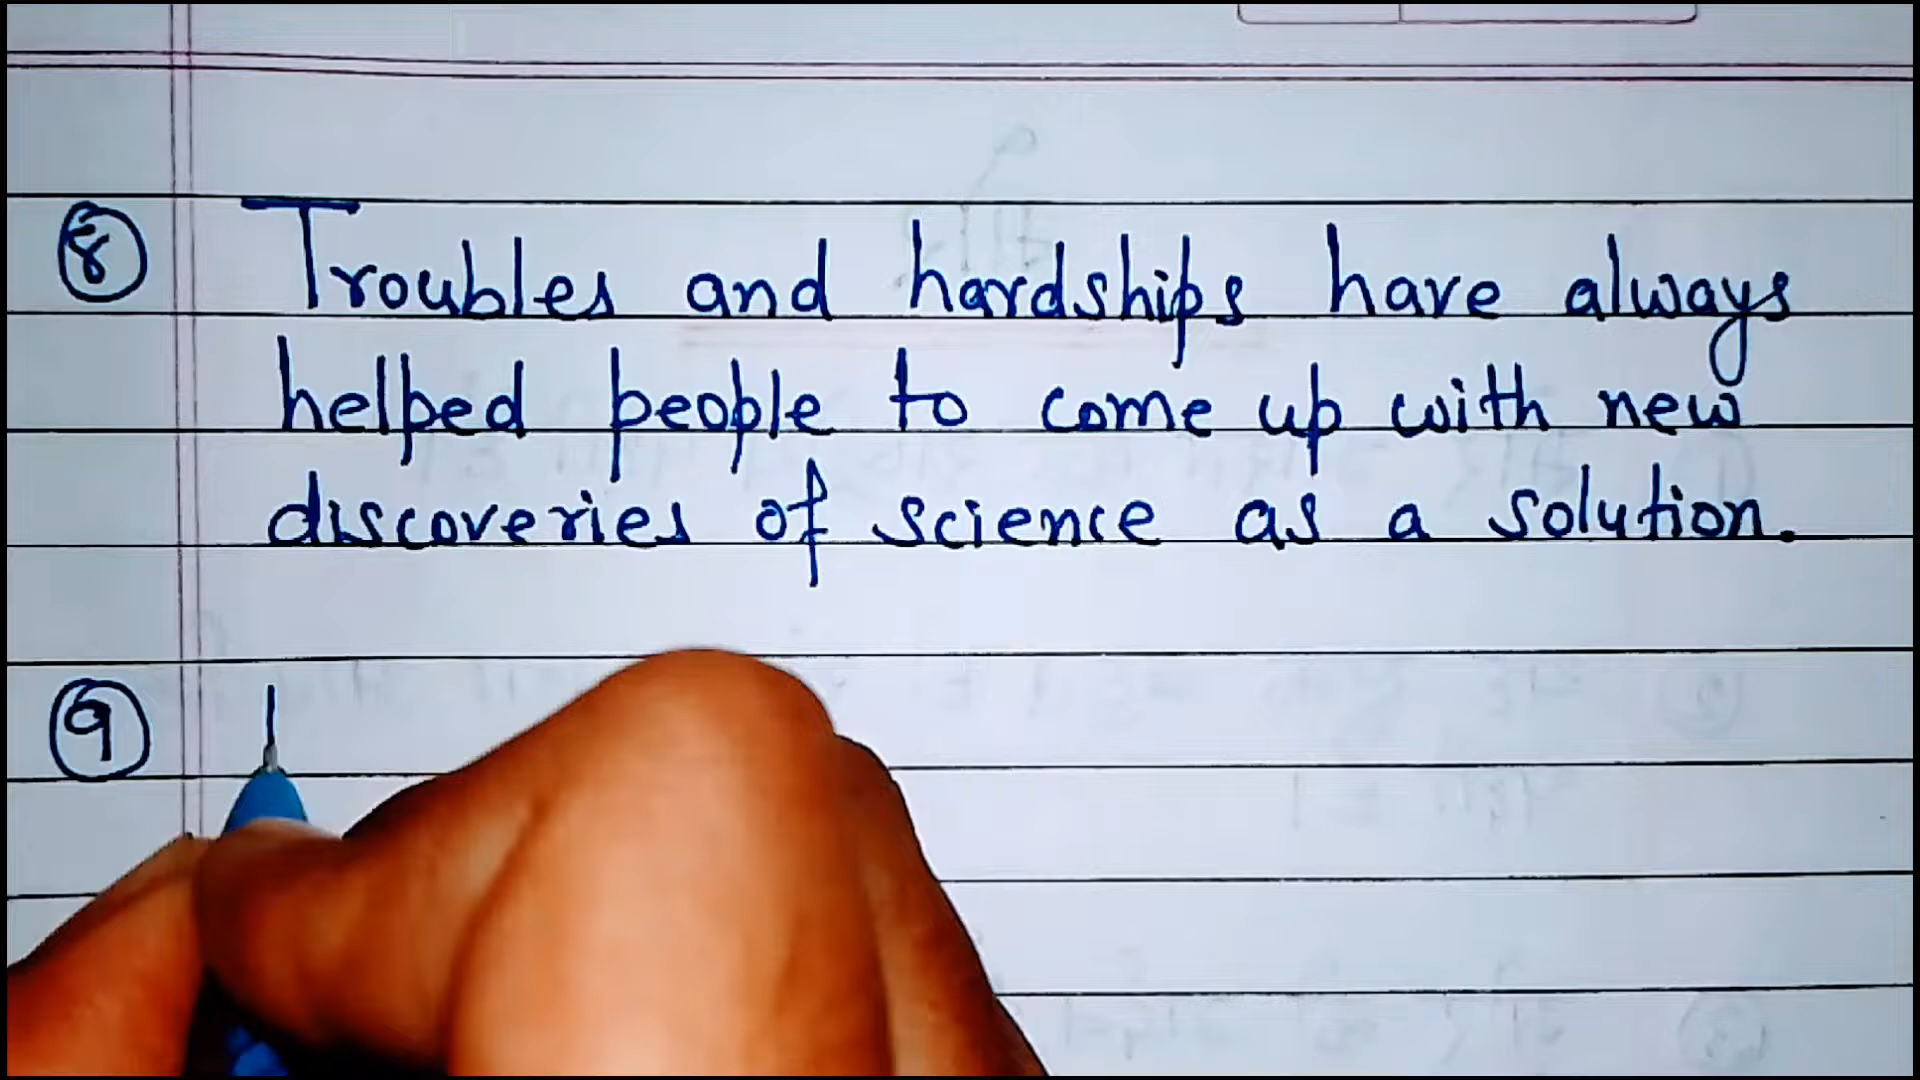 8 Troubles and hardships have always
helped people to come up with new
discoveries of science as a solution.
9